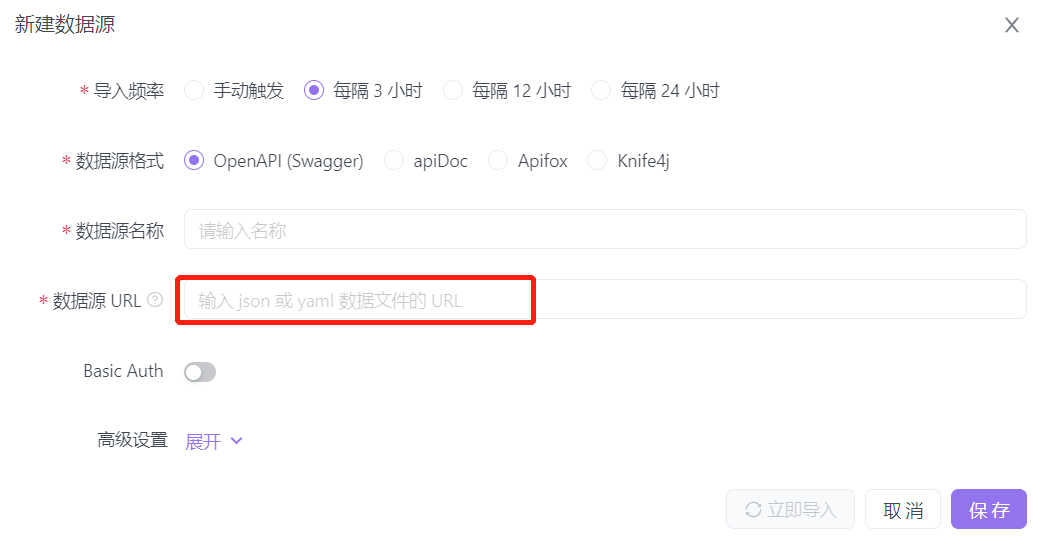 新建数据源
* 导入频率 手动触发 每隔 3 小时 每隔 12 小时 每隔 24 小时
* 数据源格式 OpenAPI (Swagger) apiDoc Apifox Knife4j
* 数据源名称 请输入名称
* 数据源 URL ? 输入 json 或 yaml 数据文件的 URL
Basic Auth
高级设置 展开
立即导入 取消 保存